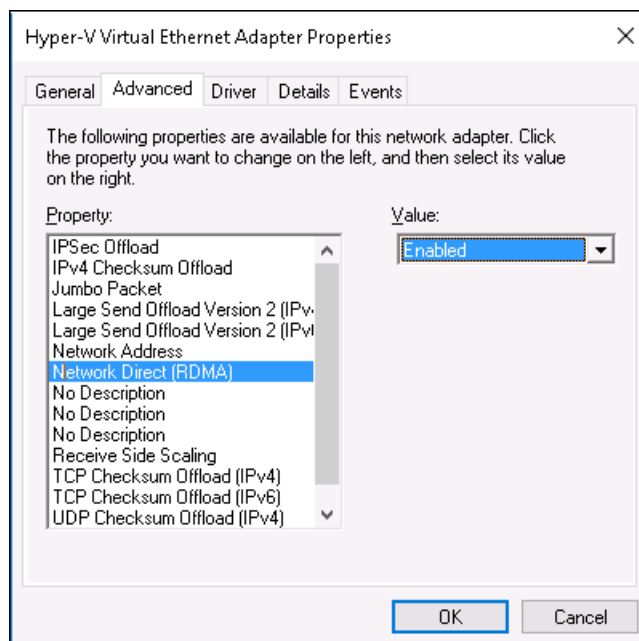 Hyper-V Virtual Ethernet Adapter Properties
General Advanced Driver Details Events
The following properties are available for this network adapter. Click
the property you want to change on the left, and then select its value
on the right.
Property:
Value:
IPSec Offload
Enabled
IPv4 Checksum Offload
Jumbo Packet
Large Send Offload Version 2 (IPv
Large Send Offload Version 2 (IPv
Network Address
Network Direct (RDMA)
No Description
No Description
No Description
Receive Side Scaling
TCP Checksum Offload (IPv4)
TCP Checksum Offload (IPv6)
UDP Checksum Offload (IPv4)
OK
Cancel